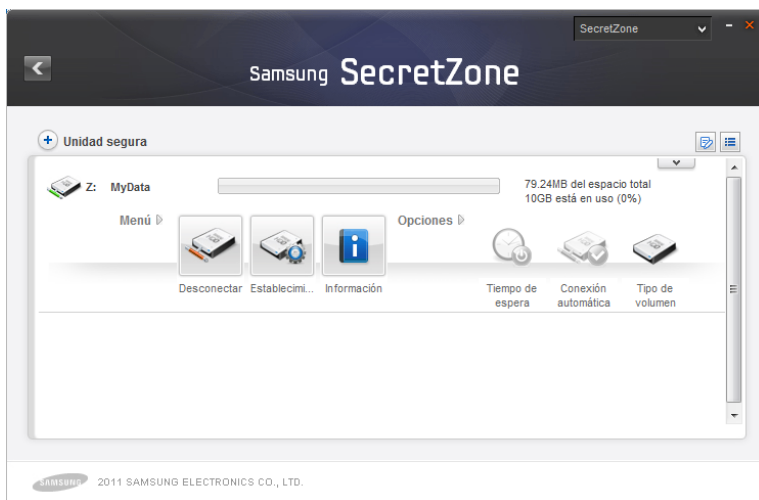 SecretZone
Samsung SecretZone
Unidad segura
Z: MyData
79.24MB del espacio total
10GB está en uso (0%)
Menú
Opciones
Desconectar
Establecimi...
Información
Tiempo de
espera
Conexión
automática
Tipo de
volumen
SAMSUNG
2011 SAMSUNG ELECTRONICS CO., LTD.